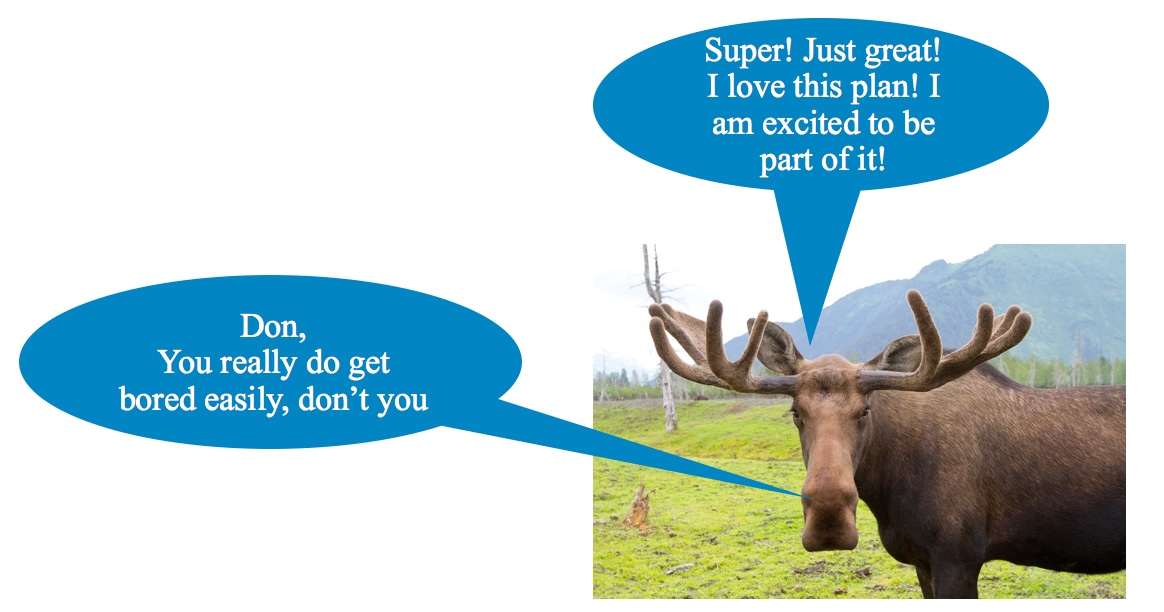 Super! Just great!
I love this plan! I
am excited to be
part of it!
Don,
You really do get
bored easily, don’t you